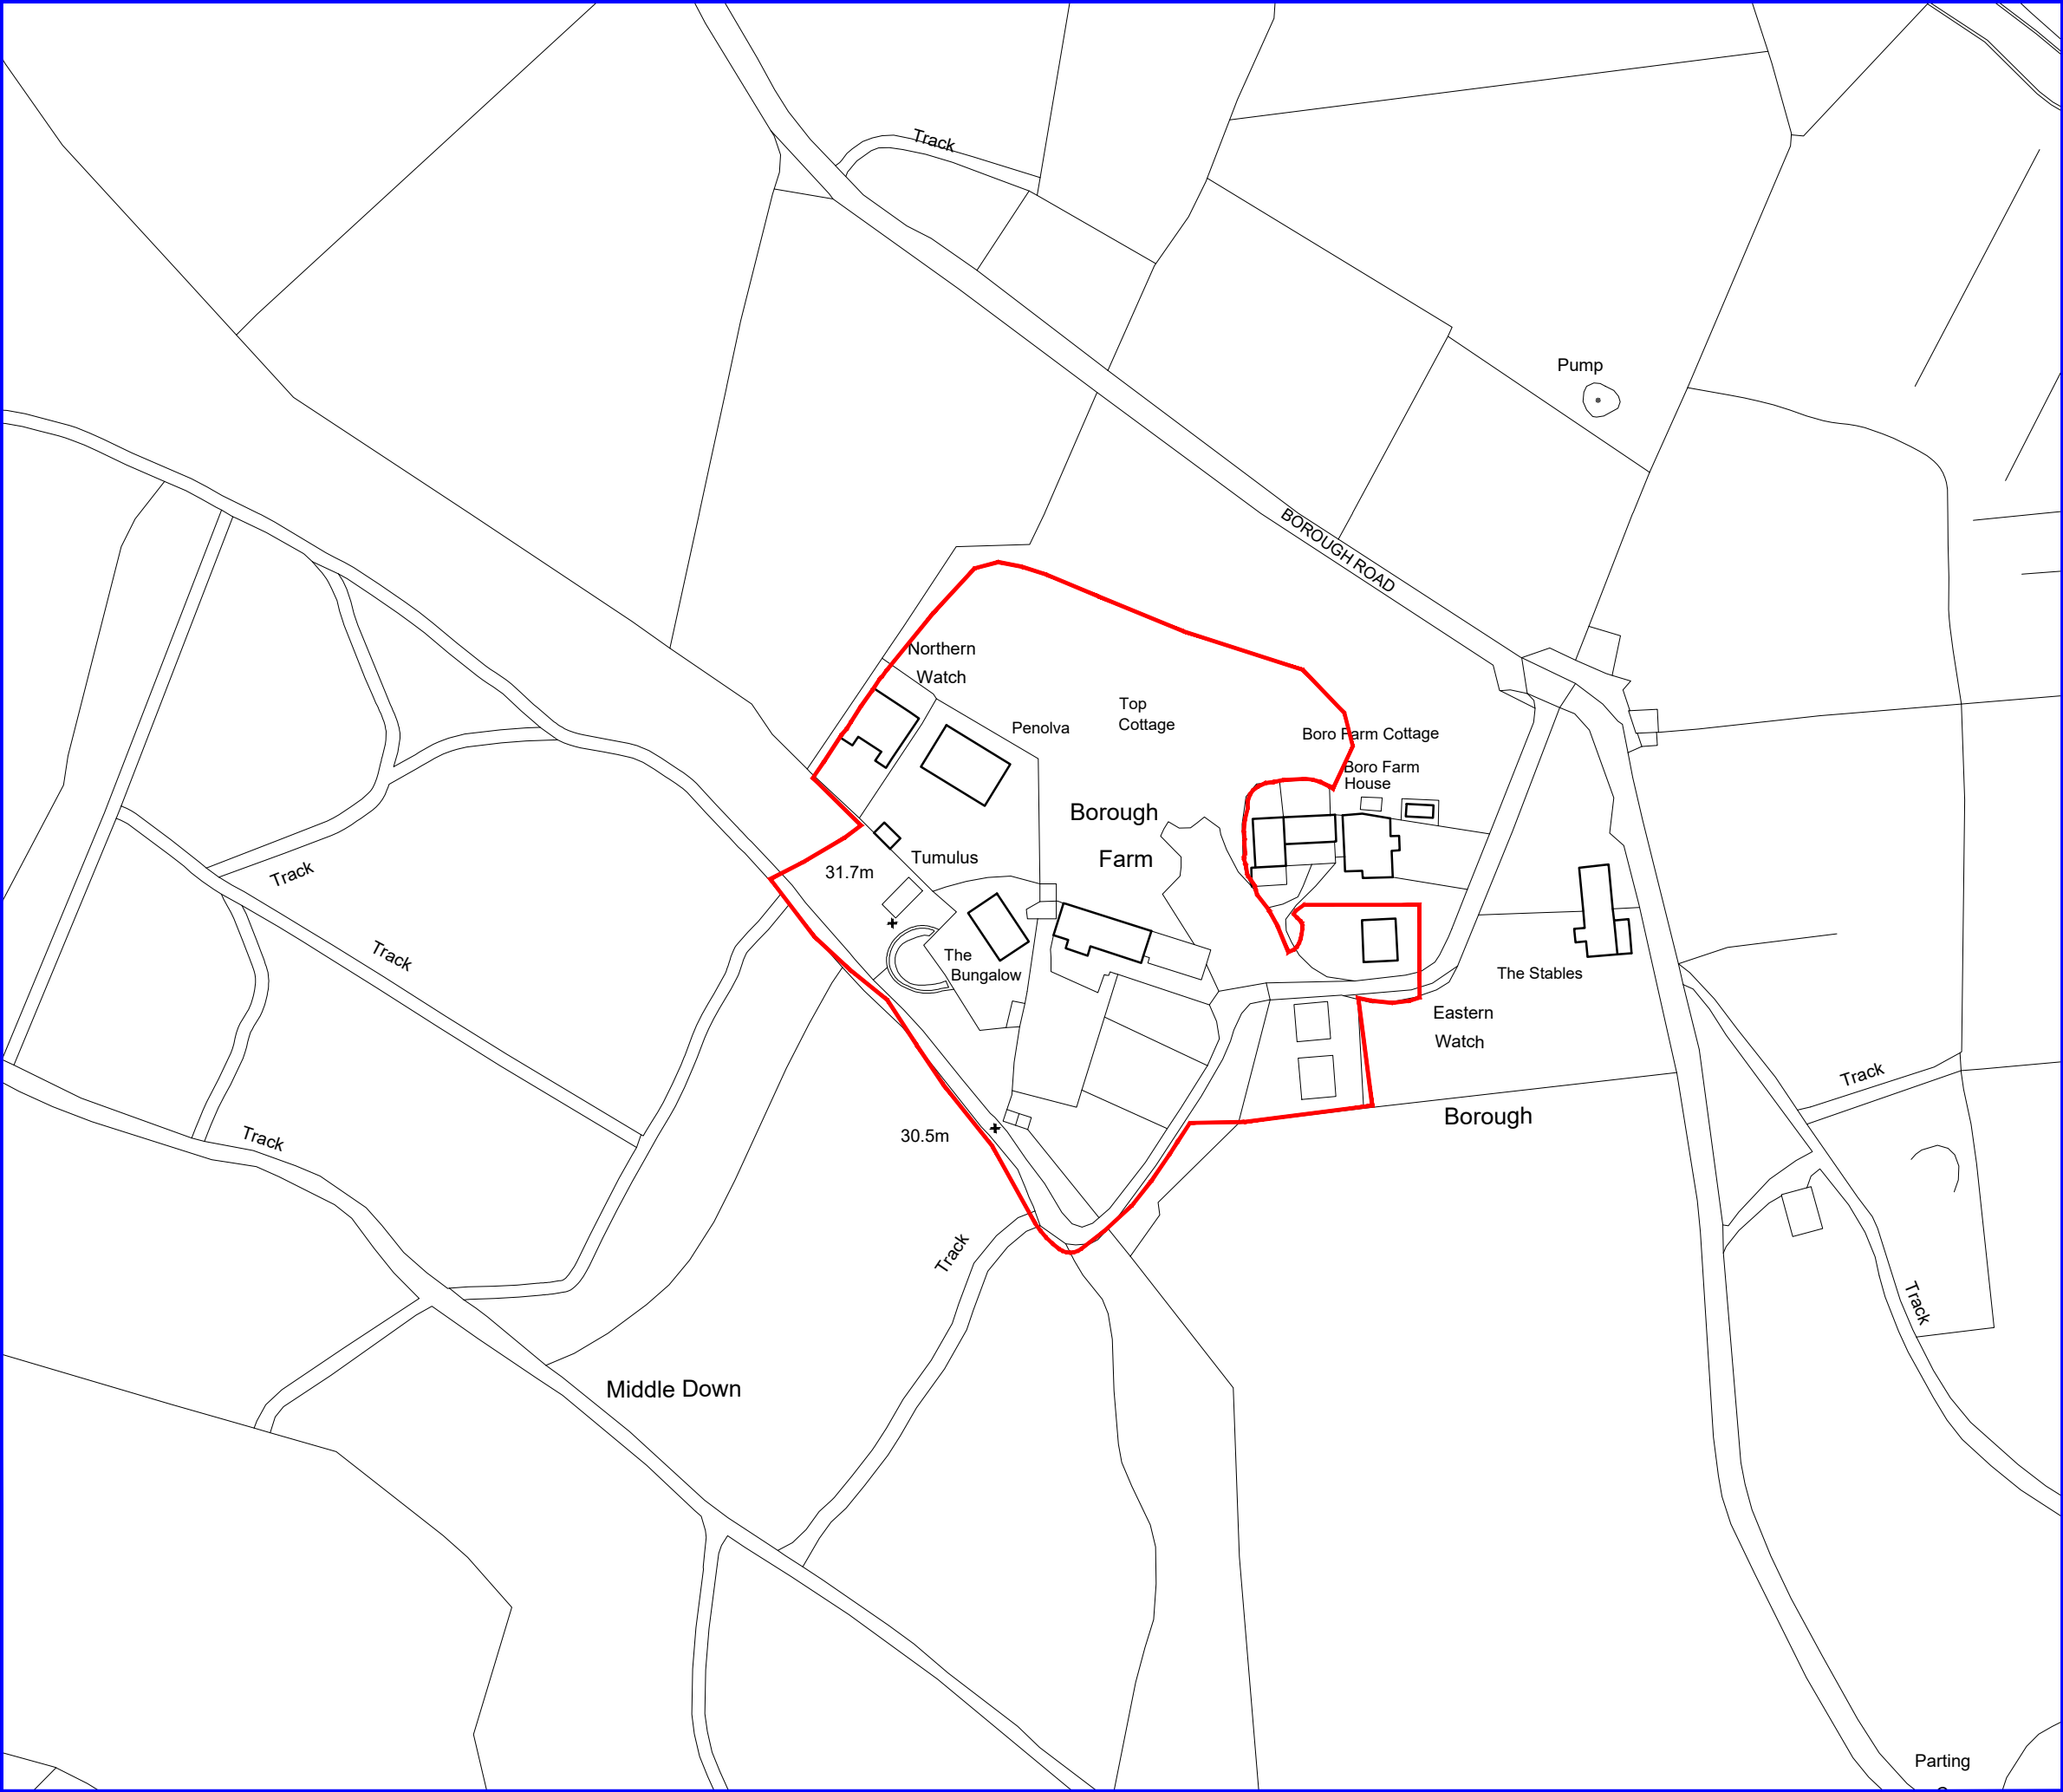 Track
Pump
BOROUGH ROAD
Northern
Watch
Top
Cottage
Penolva
Boro Farm Cottage
Boro Farm
House
Borough
Farm
Tumulus
31.7m
Track
Track
The
Bungalow
The Stables
Eastern
Watch
Track
Borough
30.5m
Track
Track
Track
Middle Down
Parting